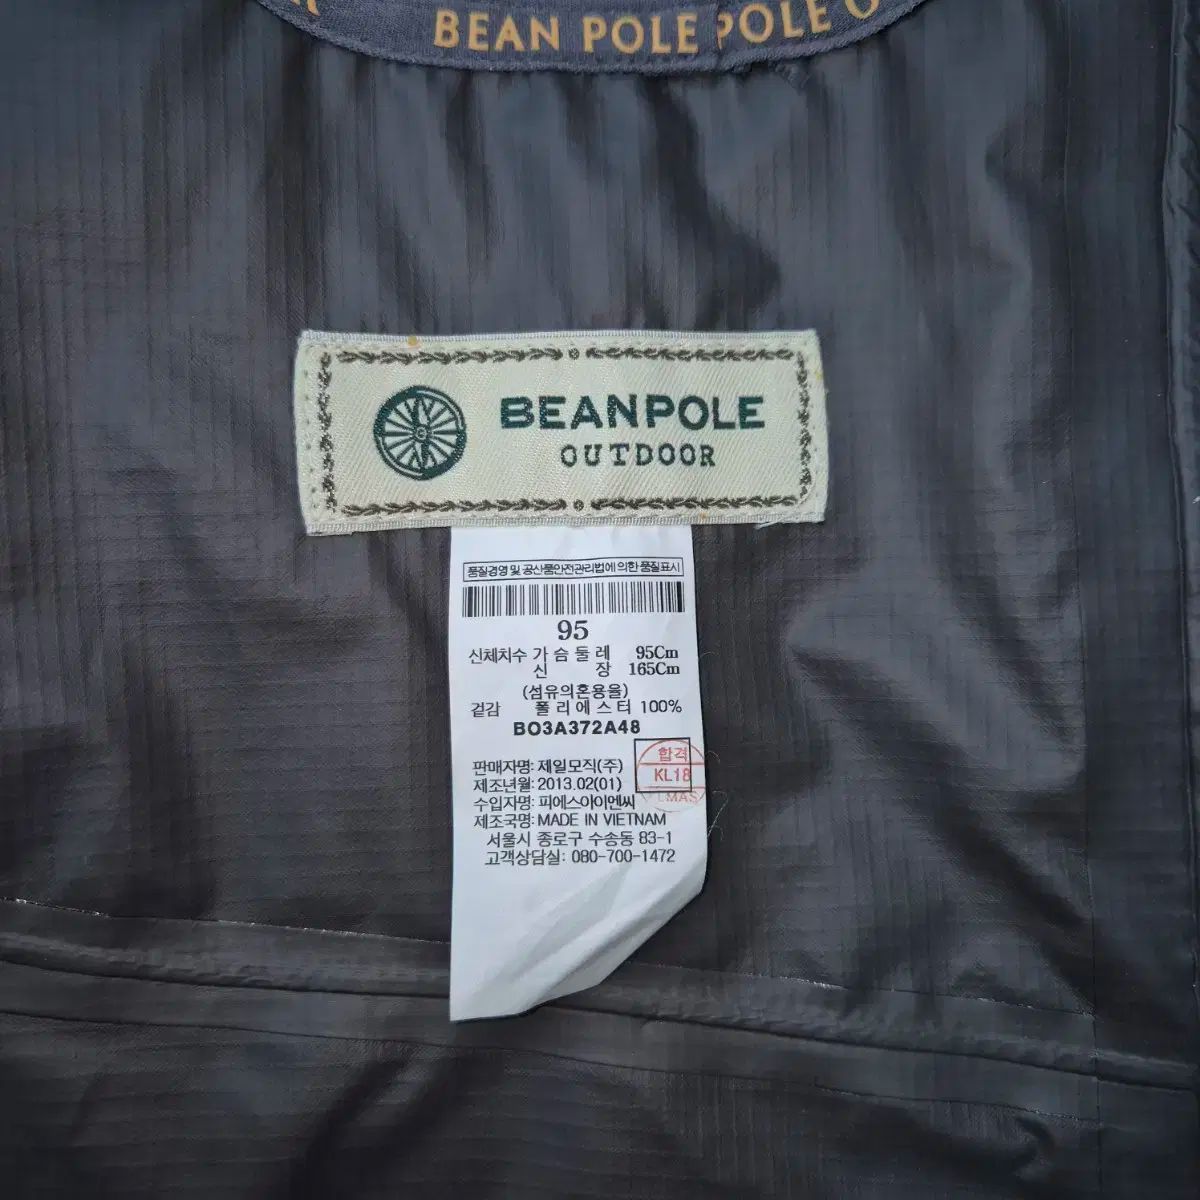 BEAN POLE POLE O
BEANPOLE
OUTDOOR
품질경영 및 공산품안전관리법에 의한 품질표시
95
신체치수 가 슴 둘 레 95Cm
신 장 165Cm
(섬유의혼용율)
겉감 폴 리 에 스 터 100%
BO3A372A48
합격
KL18
LMAS
판매자명: 제일모직(주)
제조년월: 2013.02(01)
수입자명: 피에스아이엔씨
제조국명: MADE IN VIETNAM
서울시 종로구 수송동 83-1
고객상담실: 080-700-1472